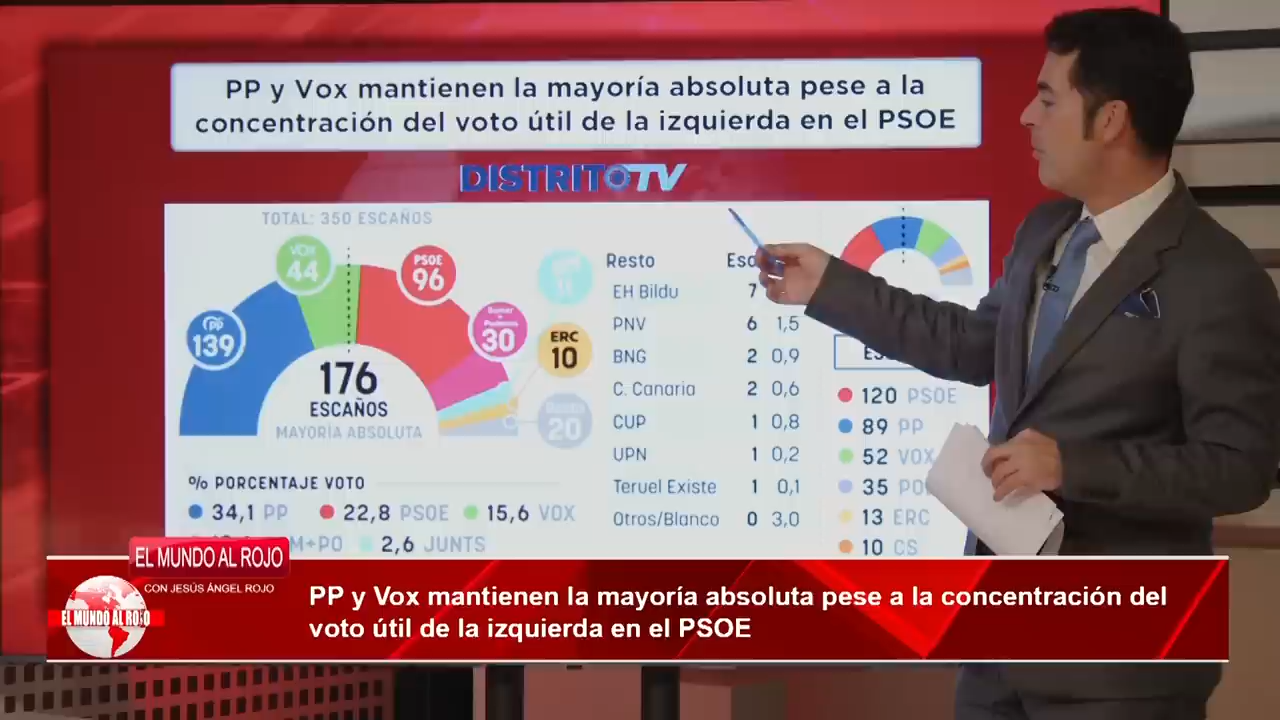 PP y Vox mantienen la mayoría absoluta pese a la
concentración del voto útil de la izquierda en el PSOE
DISTRITOTV
TOTAL: 350 ESCAÑOS
VOX
44
PSOE
96
PP
139
Sumar
+
Podemos
30
ERC
10
Resto
20
176
ESCAÑOS
MAYORÍA ABSOLUTA
% PORCENTAJE VOTO
34,1 PP
22,8 PSOE
15,6 VOX
M+PO
2,6 JUNTS
Resto
EH Bildu 7
PNV 6 1,5
BNG 2 0,9
C. Canaria 2 0,6
CUP 1 0,8
UPN 1 0,2
Teruel Existe 1 0,1
Otros/Blanco 0 3,0
120 PSOE
89 PP
52 VOX
35
13 ERC
10 CS
EL MUNDO AL ROJO
CON JESÚS ÁNGEL ROJO
EL MUNDO AL ROJO
PP y Vox mantienen la mayoría absoluta pese a la concentración del
voto útil de la izquierda en el PSOE